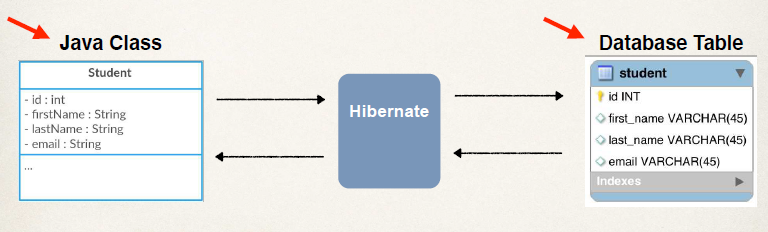 Java Class
Student
- id : int
- firstName : String
- lastName : String
- email : String
...
Hibernate
Database Table
student
id INT
first_name VARCHAR(45)
last_name VARCHAR(45)
email VARCHAR(45)
Indexes